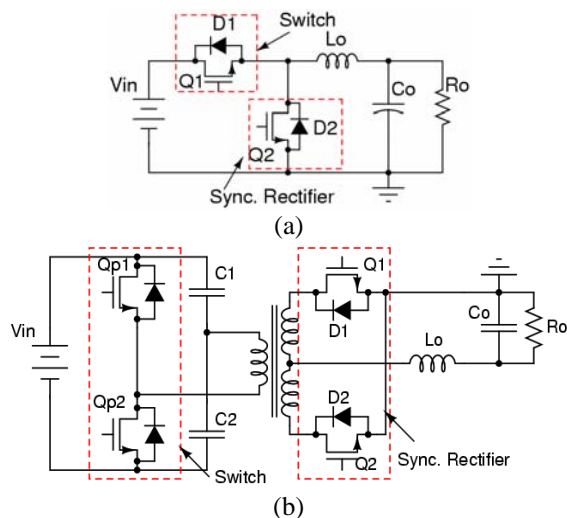 D1
Switch
Lo
Vin
Q1
Co
Ro
D2
Q2
Sync. Rectifier
(a)
Qp1
C1
Q1
D1
Co
Ro
Vin
Lo
Qp2
C2
D2
Switch
Q2
Sync. Rectifier
(b)